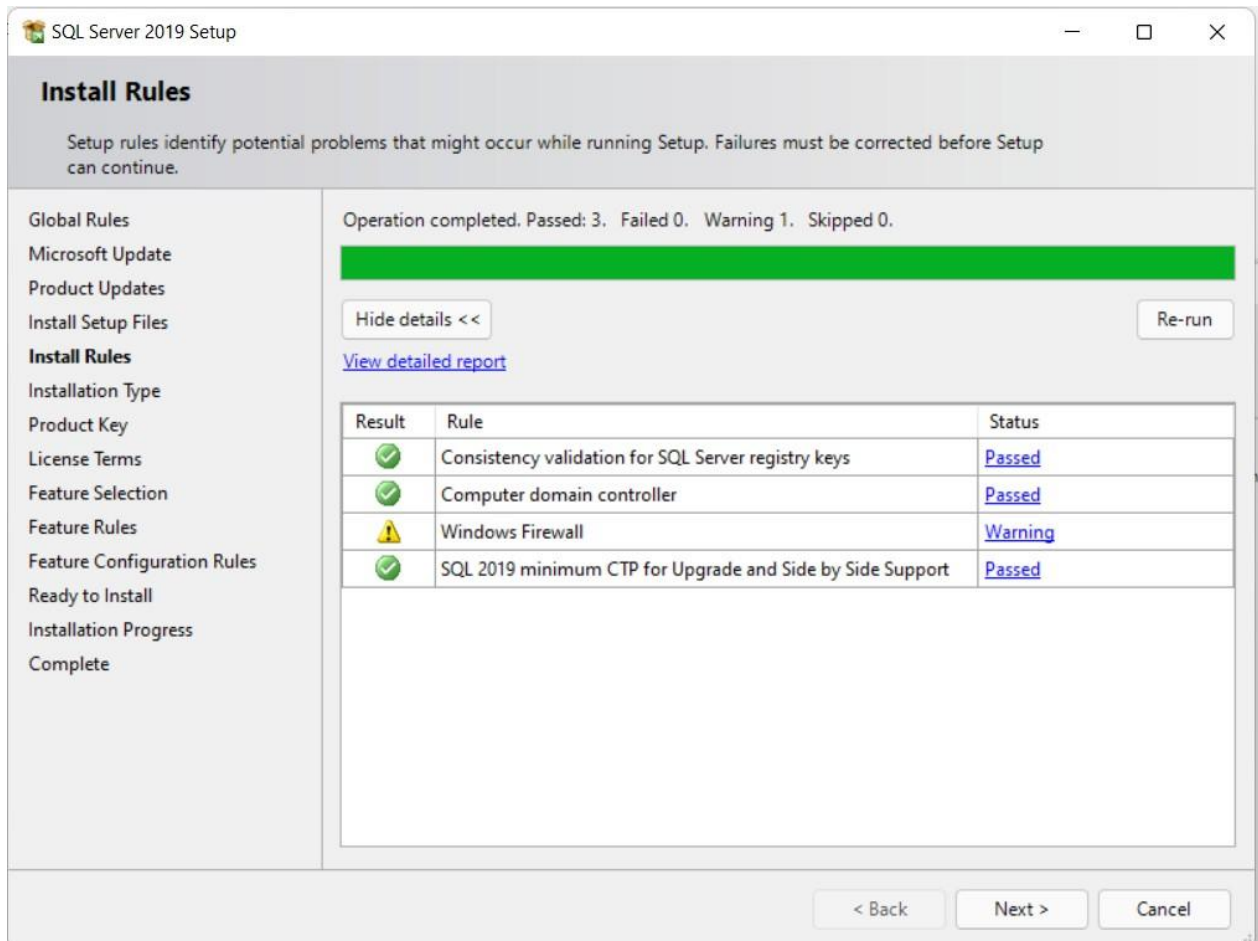 SQL Server 2019 Setup
Install Rules
Setup rules identify potential problems that might occur while running Setup. Failures must be corrected before Setup
can continue.
Global Rules
Microsoft Update
Product Updates
Install Setup Files
Install Rules
Installation Type
Product Key
License Terms
Feature Selection
Feature Rules
Feature Configuration Rules
Ready to Install
Installation Progress
Complete
Operation completed. Passed: 3.   Failed 0.   Warning 1.   Skipped 0.
Hide details <<
Re-run
View detailed report
Result Rule Status
Consistency validation for SQL Server registry keys Passed
Computer domain controller Passed
Windows Firewall Warning
SQL 2019 minimum CTP for Upgrade and Side by Side Support Passed
< Back Next > Cancel